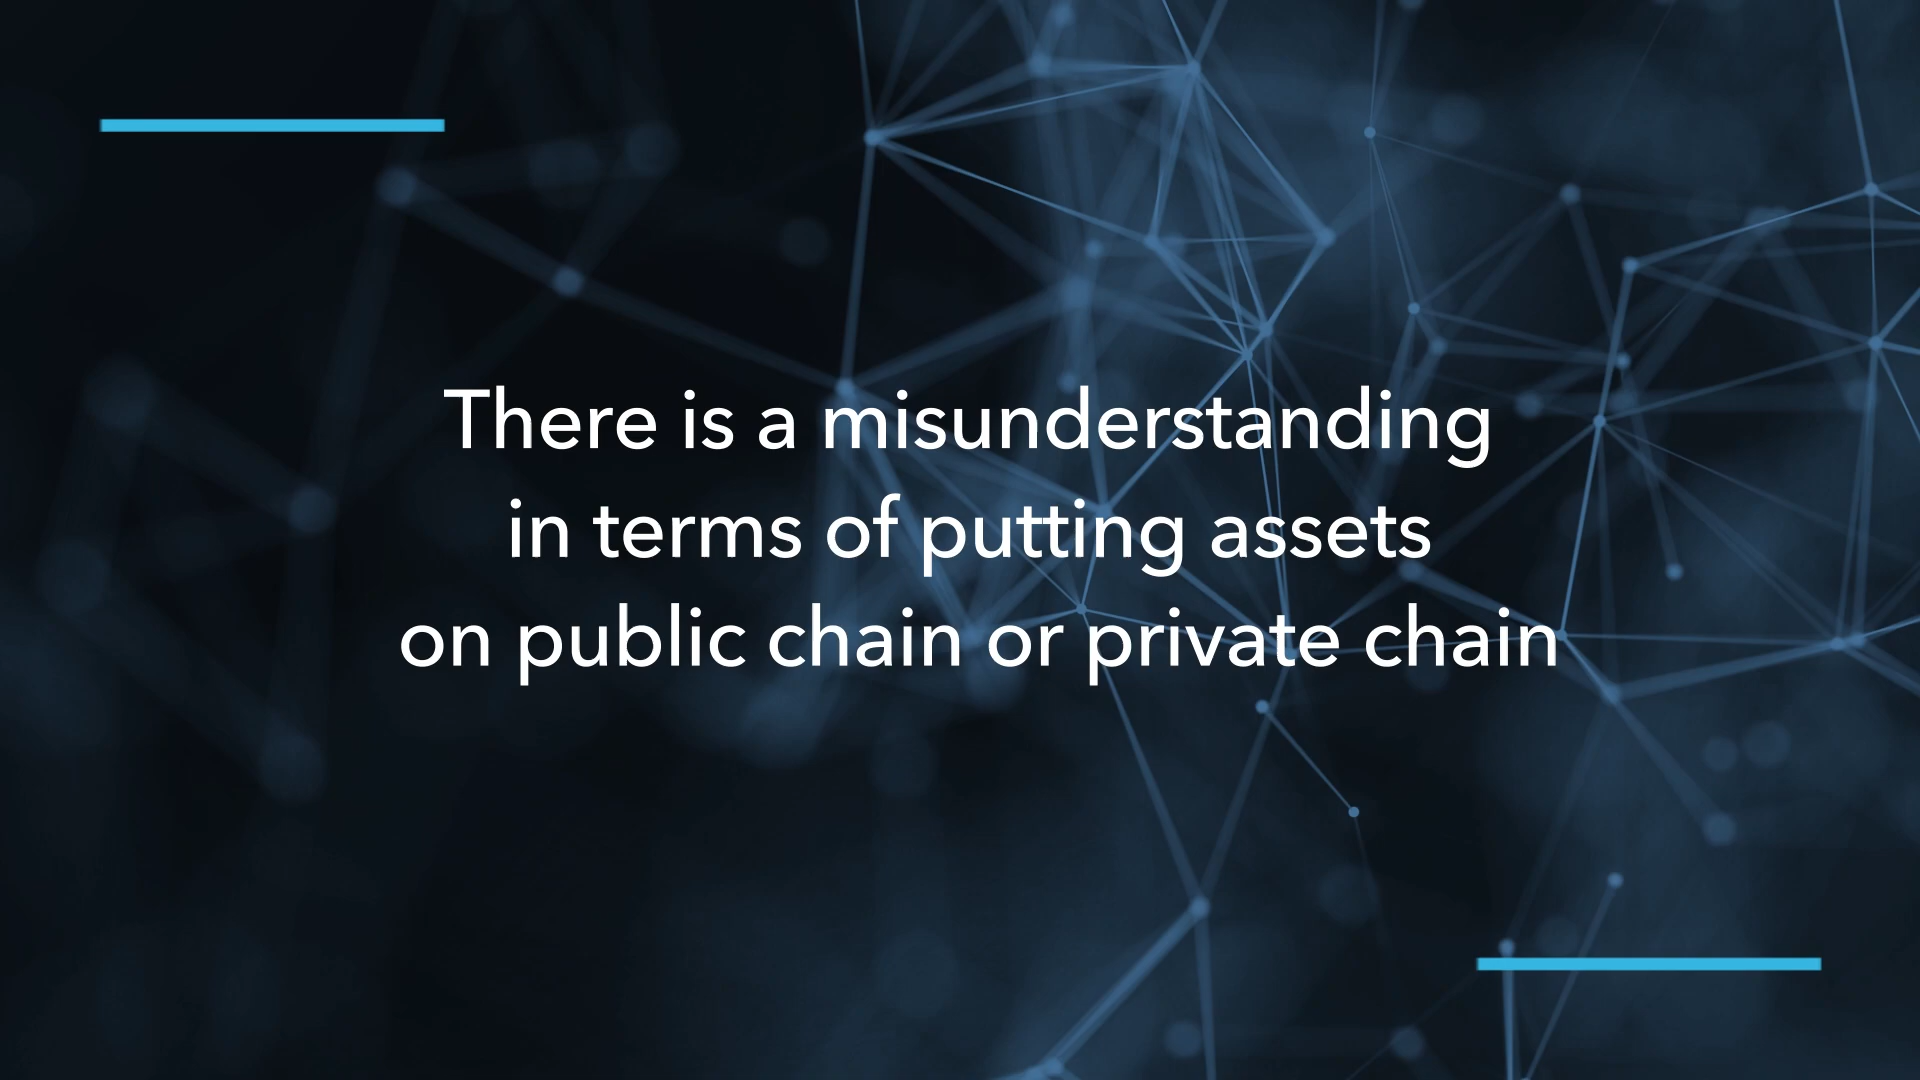 There is a misunderstanding
in terms of putting assets
on public chain or private chain